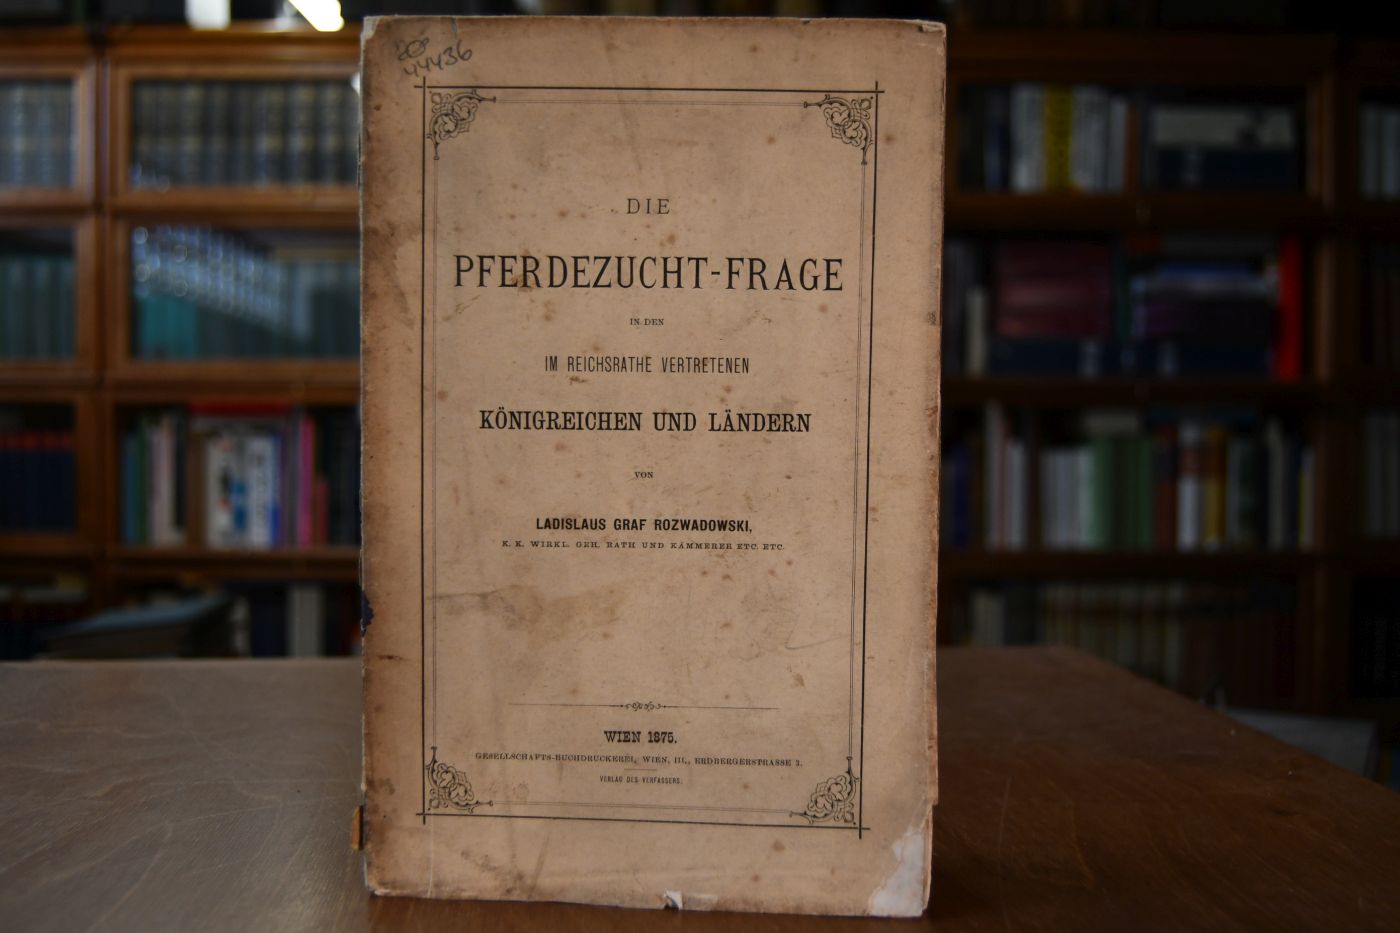 44436
DIE
PFERDEZUCHT-FRAGE
IN DEN
IM REICHSRATHE VERTRETENEN
KÖNIGREICHEN UND LÄNDERN
VON
LADISLAUS GRAF ROZWADOWSKI,
K. K. WIRKL. GEH. RATH UND KÄMMERER ETC. ETC.
WIEN 1875.
GESELLSCHAFTS-BUCHDRUCKEREI, WIEN, III., ERDBERGERSTRASSE 3.
VERLAG DES VERFASSERS.